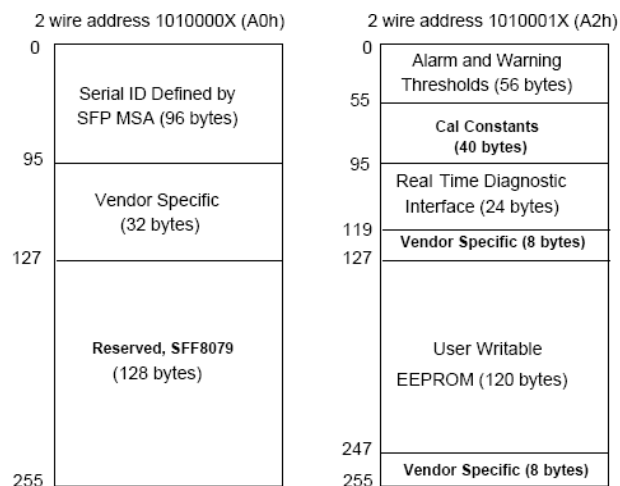 2 wire address 1010000X (A0h)
0
Serial ID Defined by
SFP MSA (96 bytes)
95
Vendor Specific
(32 bytes)
127
Reserved, SFF8079
(128 bytes)
255
2 wire address 1010001X (A2h)
0
Alarm and Warning
Thresholds (56 bytes)
55
Cal Constants
(40 bytes)
95
Real Time Diagnostic
Interface (24 bytes)
119
Vendor Specific (8 bytes)
127
User Writable
EEPROM (120 bytes)
247
Vendor Specific (8 bytes)
255